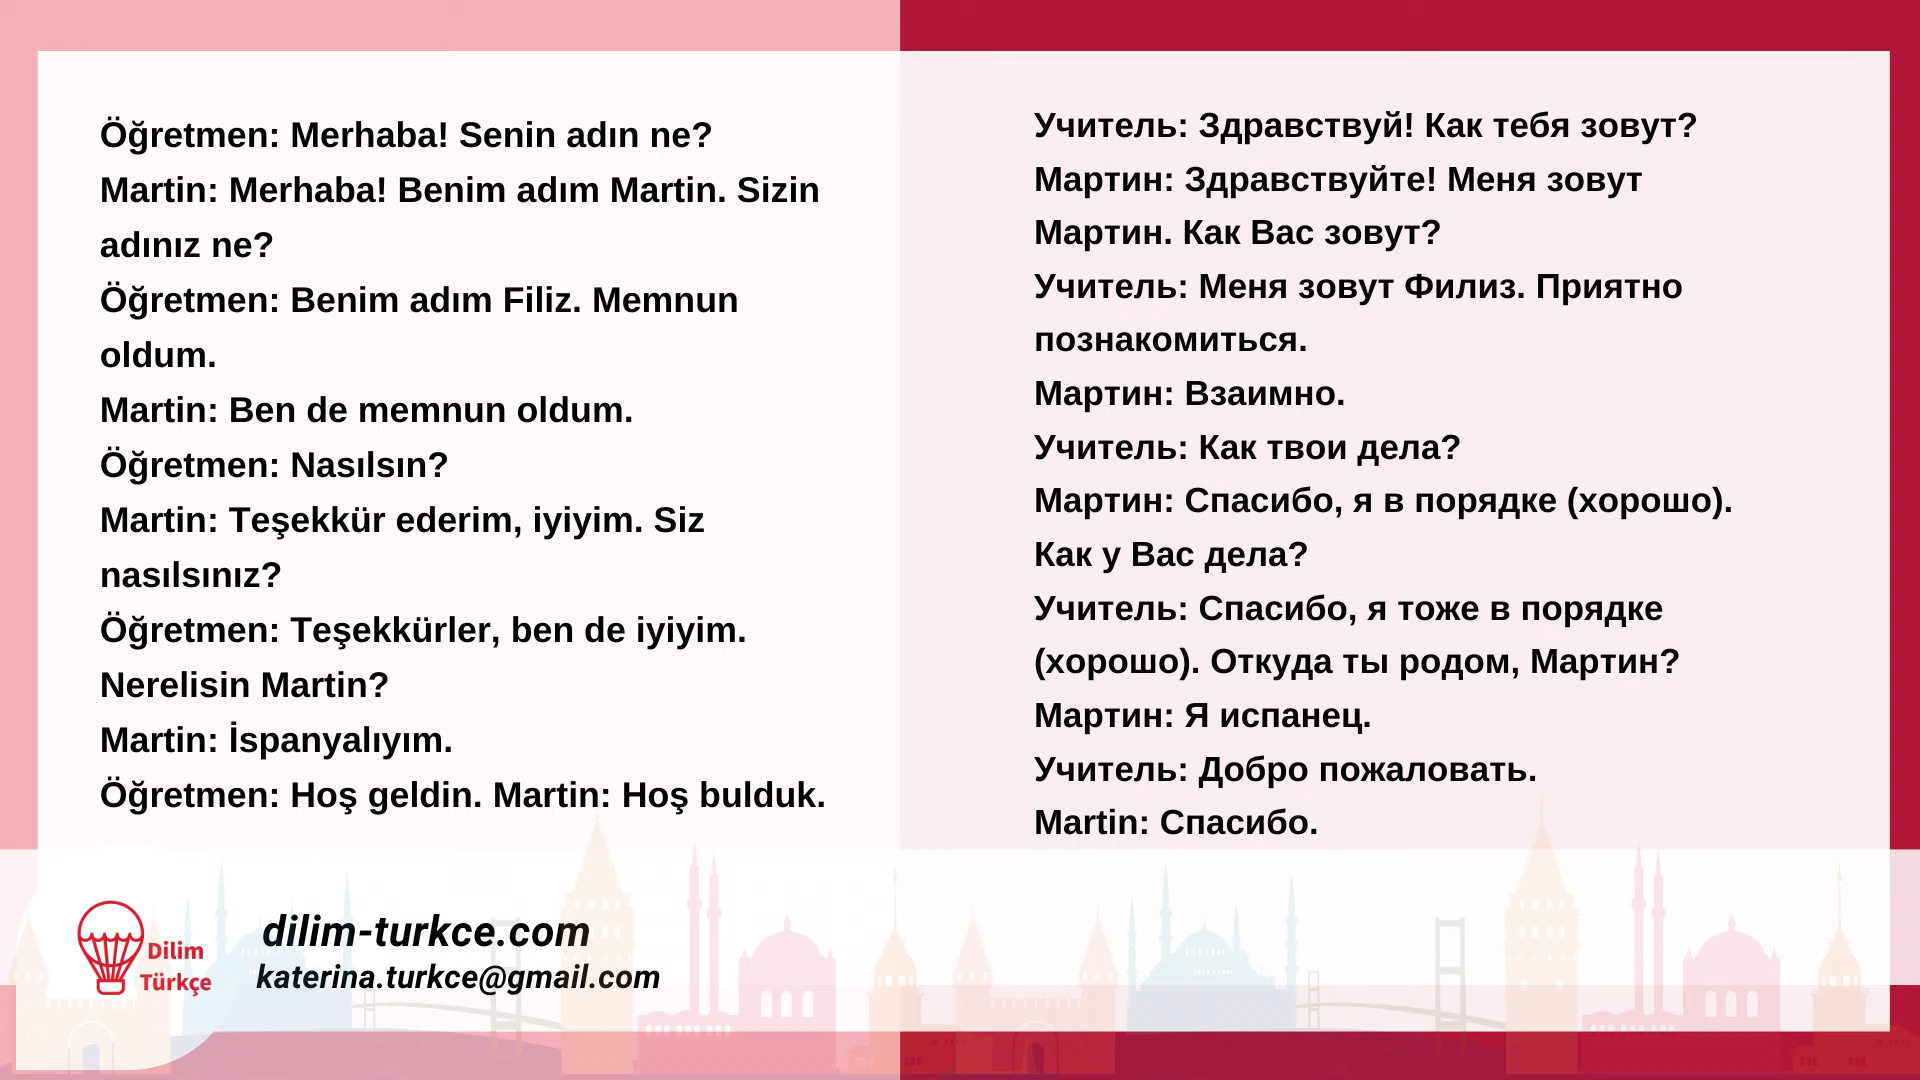 Öğretmen: Merhaba! Senin adın ne?
Martin: Merhaba! Benim adım Martin. Sizin
adınız ne?
Öğretmen: Benim adım Filiz. Memnun
oldum.
Martin: Ben de memnun oldum.
Öğretmen: Nasılsın?
Martin: Teşekkür ederim, iyiyim. Siz
nasılsınız?
Öğretmen: Teşekkürler, ben de iyiyim.
Nerelisin Martin?
Martin: İspanyalıyım.
Öğretmen: Hoş geldin. Martin: Hoş bulduk.
Учитель: Здравствуй! Как тебя зовут?
Мартин: Здравствуйте! Меня зовут
Мартин. Как Вас зовут?
Учитель: Меня зовут Филиз. Приятно
познакомиться.
Мартин: Взаимно.
Учитель: Как твои дела?
Мартин: Спасибо, я в порядке (хорошо).
Как у Вас дела?
Учитель: Спасибо, я тоже в порядке
(хорошо). Откуда ты родом, Мартин?
Мартин: Я испанец.
Учитель: Добро пожаловать.
Martin: Спасибо.
Dilim
Türkçe
dilim-turkce.com
katerina.turkce@gmail.com